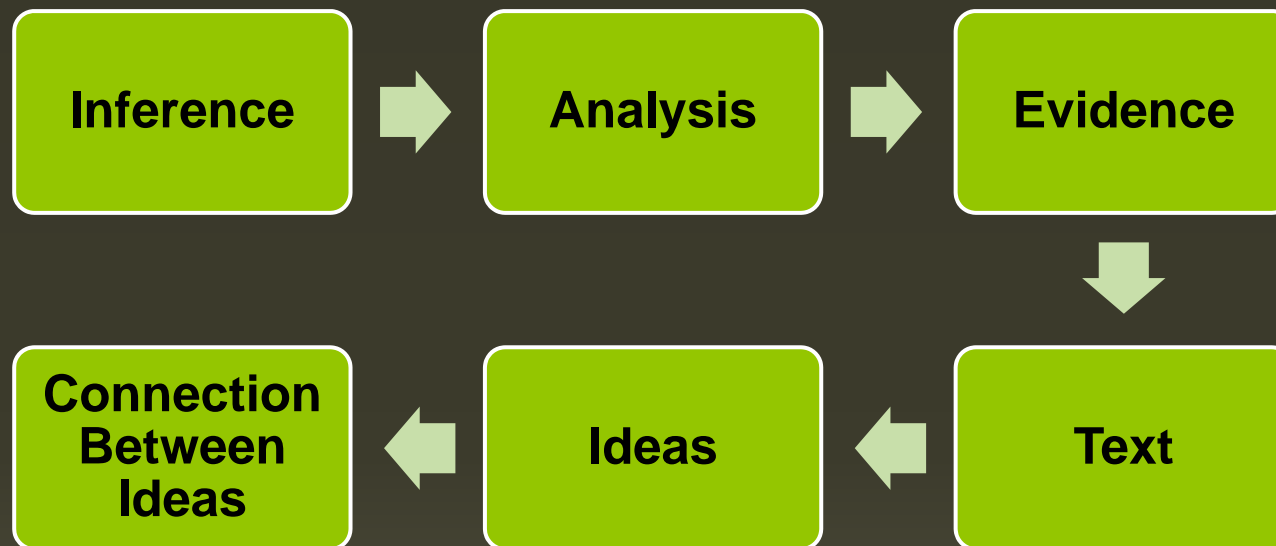 Inference
Analysis
Evidence
Text
Ideas
Connection
Between
Ideas